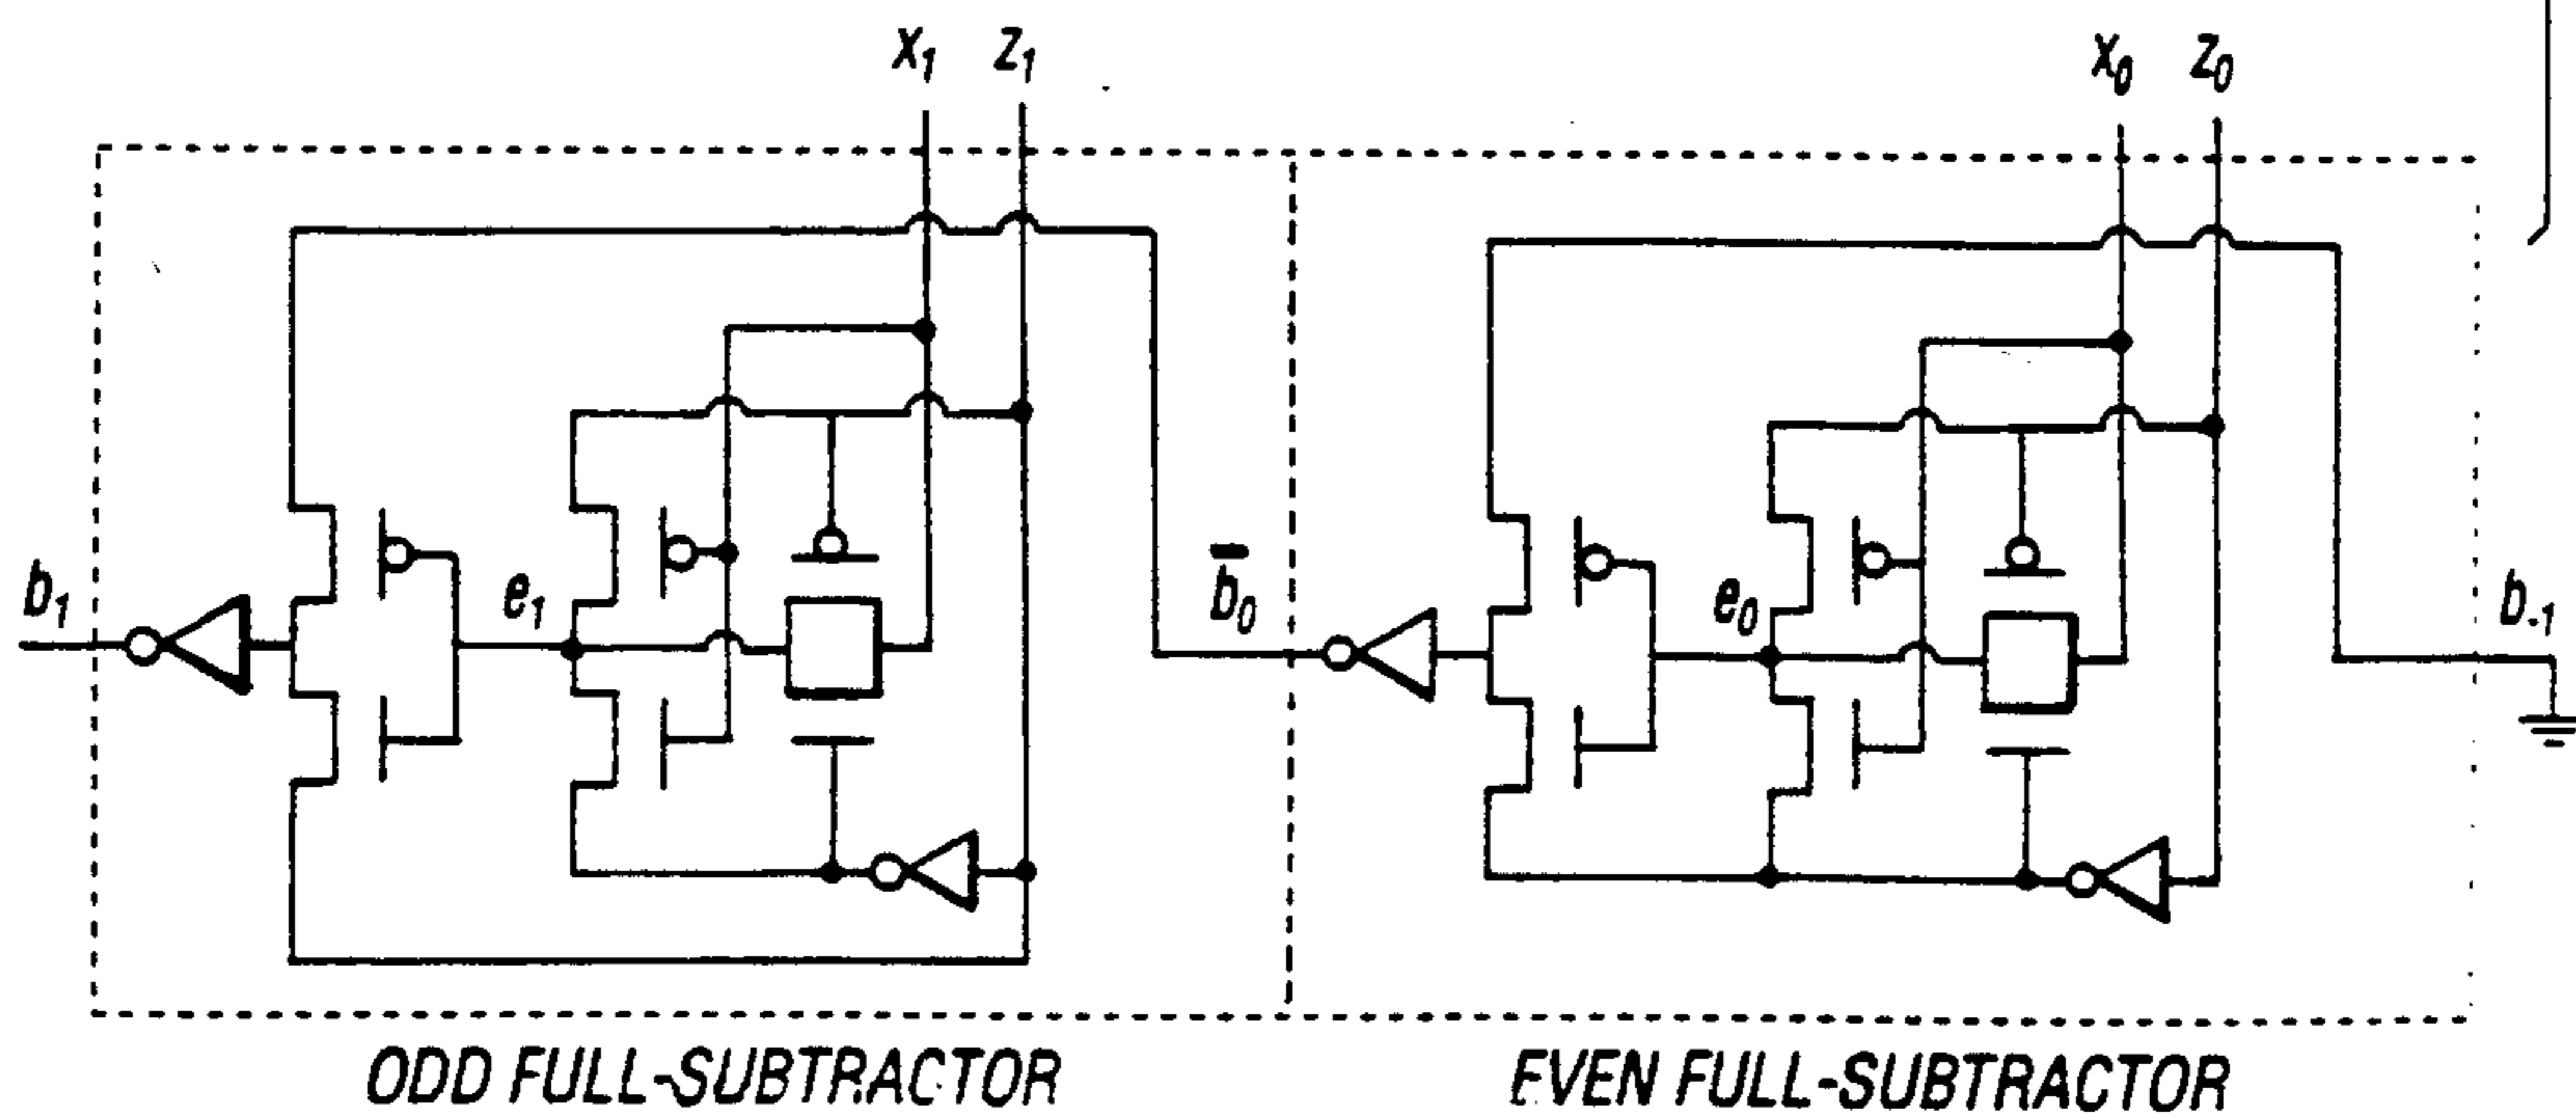 x₁ z₁ x₀ z₀
b₁ e₁ b̅₀ e₀ b₋₁
ODD FULL-SUBTRACTOR EVEN FULL-SUBTRACTOR